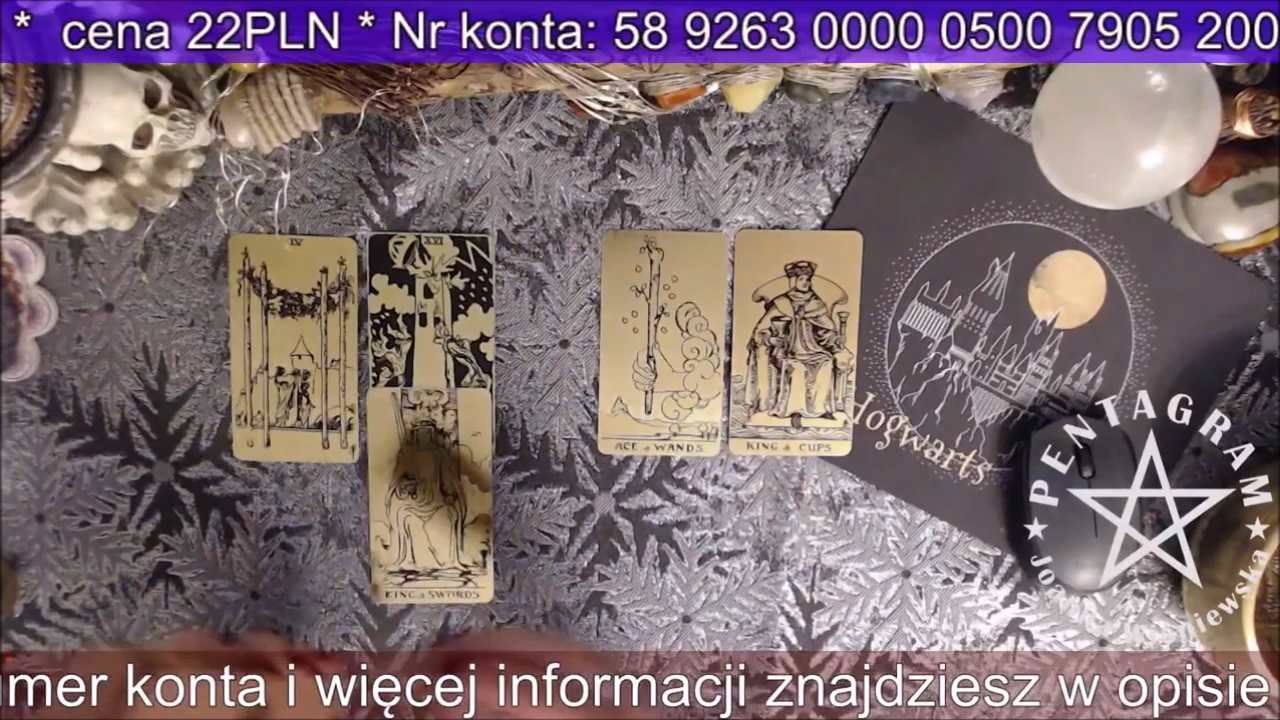 * cena 22PLN * Nr konta: 58 9263 0000 0500 7905 200
IV
XVI
ACE of WANDS
KING of CUPS
KING of SWORDS
Hogwarts
PENTAGRAM
numer konta i więcej informacji znajdziesz w opisie